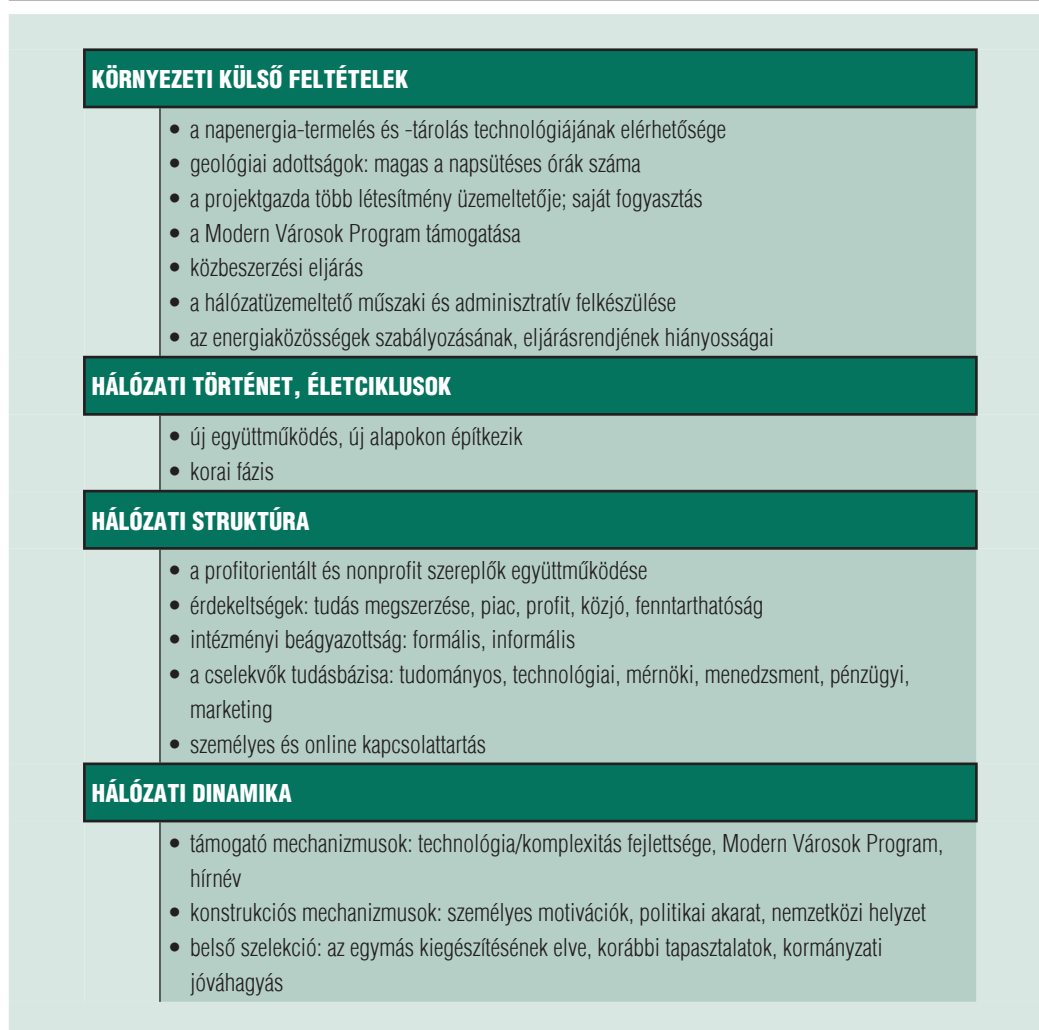 KÖRNYEZETI KÜLSŐ FELTÉTELEK
• a napenergia-termelés és -tárolás technológiájának elérhetősége
• geológiai adottságok: magas a napsütéses órák száma
• a projektgazda több létesítmény üzemeltetője; saját fogyasztás
• a Modern Városok Program támogatása
• közbeszerzési eljárás
• a hálózatüzemeltető műszaki és adminisztratív felkészülése
• az energiaközösségek szabályozásának, eljárásrendjének hiányosságai
HÁLÓZATI TÖRTÉNET, ÉLETCIKLUSOK
• új együttműködés, új alapokon építkezik
• korai fázis
HÁLÓZATI STRUKTÚRA
• a profitorientált és nonprofit szereplők együttműködése
• érdekeltségek: tudás megszerzése, piac, profit, közjó, fenntarthatóság
• intézményi beágyazottság: formális, informális
• a cselekvők tudásbázisa: tudományos, technológiai, mérnöki, menedzsment, pénzügyi,
marketing
• személyes és online kapcsolattartás
HÁLÓZATI DINAMIKA
• támogató mechanizmusok: technológia/komplexitás fejlettsége, Modern Városok Program,
hírnév
• konstrukciós mechanizmusok: személyes motivációk, politikai akarat, nemzetközi helyzet
• belső szelekció: az egymás kiegészítésének elve, korábbi tapasztalatok, kormányzati
jóváhagyás